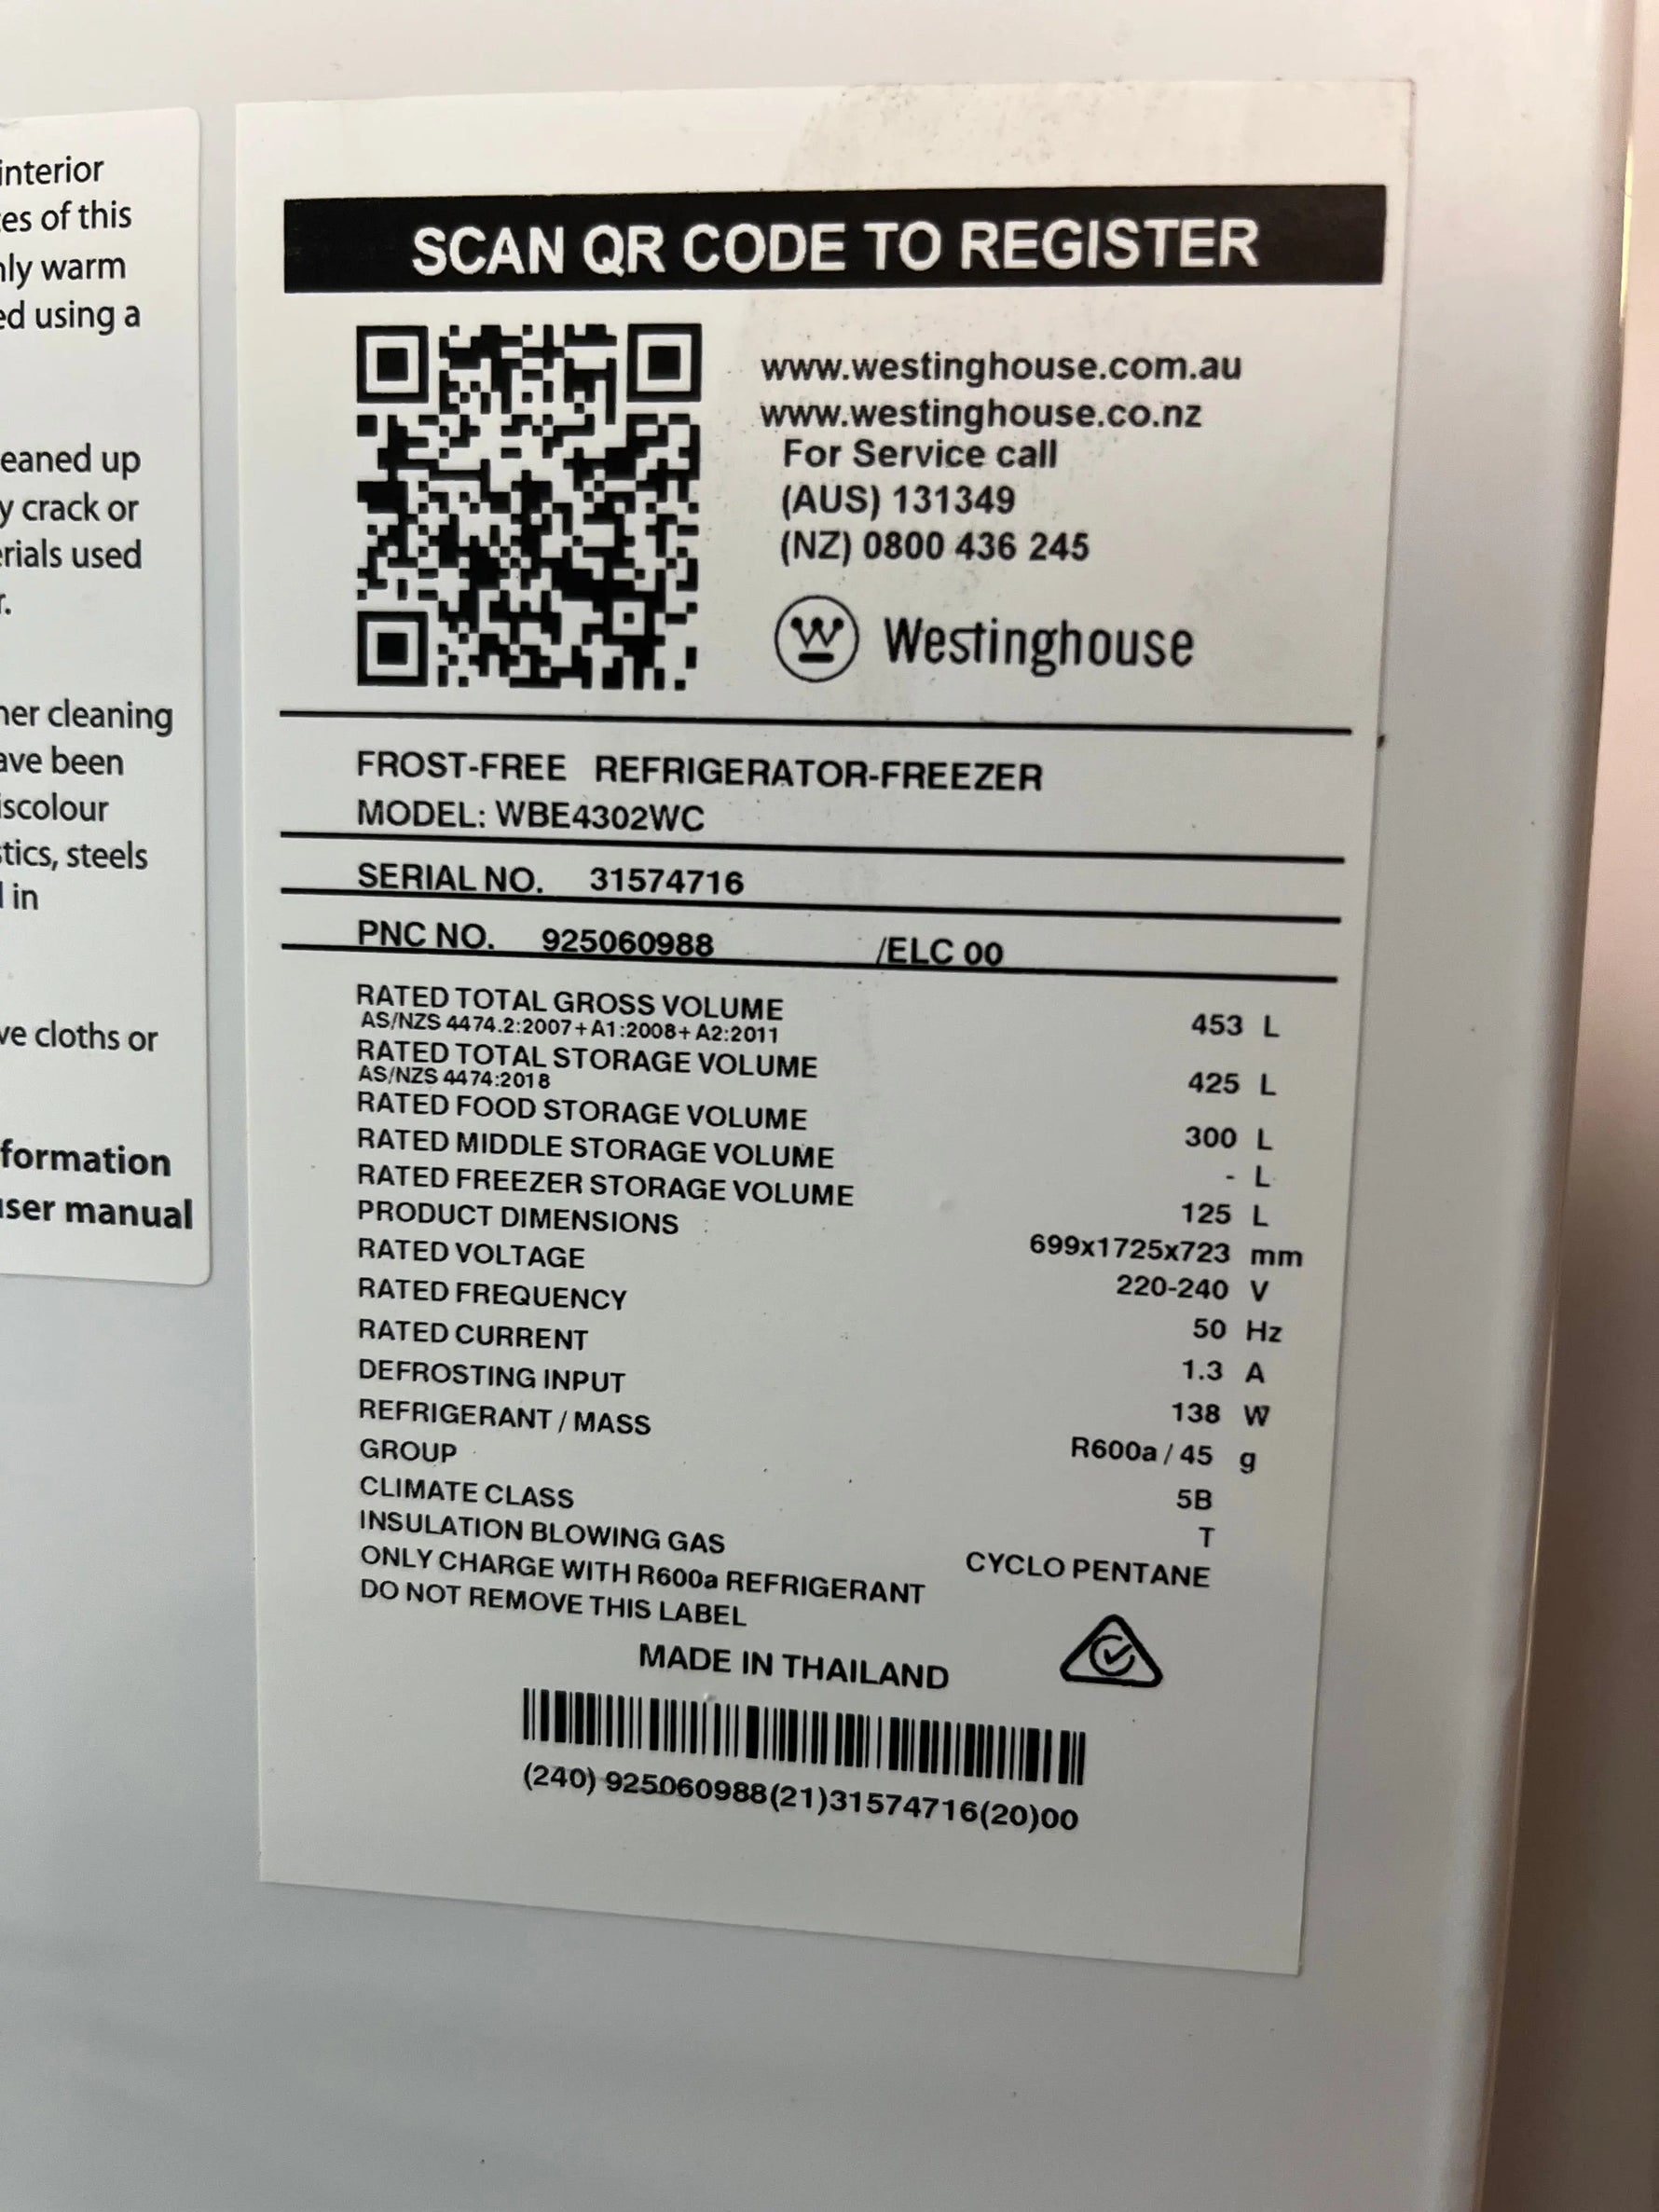 interior
es of this
nly warm
ed using a
eaned up
y crack or
erials used
r.
ner cleaning
ave been
iscolour
stics, steels
l in
ve cloths or
formation
user manual
SCAN QR CODE TO REGISTER
www.westinghouse.com.au
www.westinghouse.co.nz
For Service call
(AUS) 131349
(NZ) 0800 436 245
W Westinghouse
FROST-FREE REFRIGERATOR-FREEZER
MODEL: WBE4302WC
SERIAL NO. 31574716
PNC NO. 925060988 /ELC 00
RATED TOTAL GROSS VOLUME 453 L
AS/NZS 4474.2:2007+A1:2008+A2:2011
RATED TOTAL STORAGE VOLUME 425 L
AS/NZS 4474:2018
RATED FOOD STORAGE VOLUME 300 L
RATED MIDDLE STORAGE VOLUME - L
RATED FREEZER STORAGE VOLUME 125 L
PRODUCT DIMENSIONS 699x1725x723 mm
RATED VOLTAGE 220-240 V
RATED FREQUENCY 50 Hz
RATED CURRENT 1.3 A
DEFROSTING INPUT 138 W
REFRIGERANT / MASS R600a / 45 g
GROUP 5B
CLIMATE CLASS T
INSULATION BLOWING GAS CYCLO PENTANE
ONLY CHARGE WITH R600a REFRIGERANT
DO NOT REMOVE THIS LABEL
MADE IN THAILAND
(240) 925060988(21)31574716(20)00